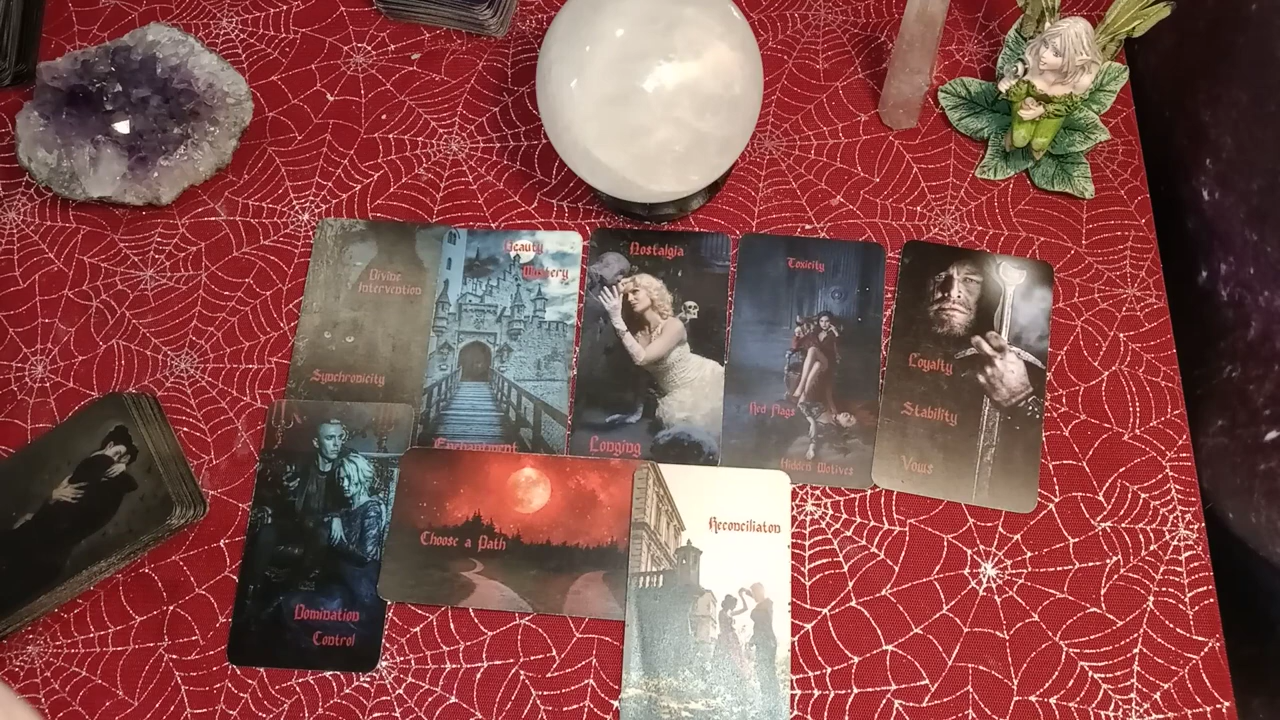 Divine
Intervention
Synchronicity
Beauty
Mystery
Enchantment
Nostalgia
Longing
Toxicity
Red Flags
Hidden Motives
Loyalty
Stability
Vows
Domination
Control
Choose a Path
Reconciliaton